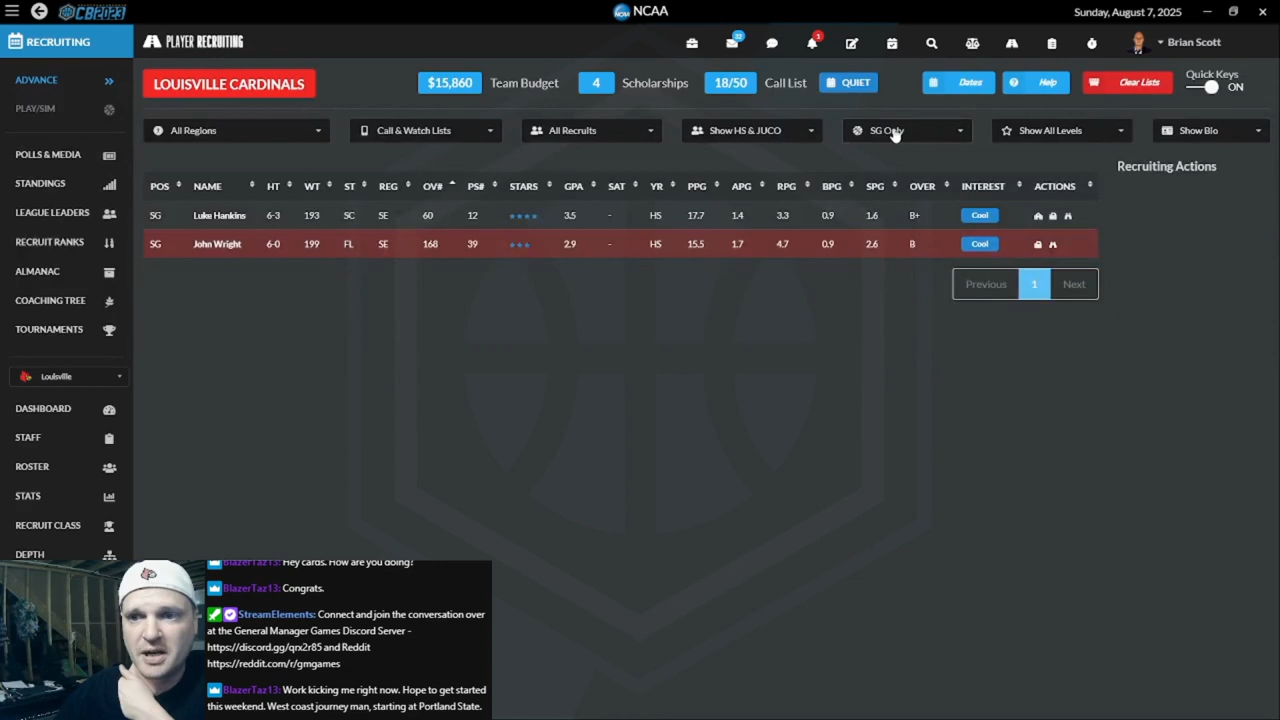 CB2023
NCAA
Sunday, August 7, 2025
RECRUITING
PLAYER RECRUITING
32
1
Brian Scott
ADVANCE
PLAY/SIM
POLLS & MEDIA
STANDINGS
LEAGUE LEADERS
RECRUIT RANKS
ALMANAC
COACHING TREE
TOURNAMENTS
Louisville
DASHBOARD
STAFF
ROSTER
STATS
RECRUIT CLASS
DEPTH
LOUISVILLE CARDINALS
$15,860 Team Budget 4 Scholarships 18/50 Call List QUIET Dates Help Clear Lists
Quick Keys
ON
All Regions Call & Watch Lists All Recruits Show HS & JUCO SG Only Show All Levels Show Bio
Recruiting Actions
POS NAME HT WT ST REG OV# PS# STARS GPA SAT YR PPG APG RPG BPG SPG OVER INTEREST ACTIONS
SG Luke Hankins 6-3 193 SC SE 60 12 ★★★★ 3.5 - HS 17.7 1.4 3.3 0.9 1.6 B+ Cool
SG John Wright 6-0 199 FL SE 168 39 ★★★ 2.9 - HS 15.5 1.7 4.7 0.9 2.6 B Cool
Previous 1 Next
BlazerTaz13: Hey cards. How are you doing?
BlazerTaz13: Congrats.
StreamElements: Connect and join the conversation over
at the General Manager Games Discord Server -
https://discord.gg/qrx2r85 and Reddit
https://reddit.com/r/gmgames
BlazerTaz13: Work kicking me right now. Hope to get started
this weekend. West coast journey man, starting at Portland State.